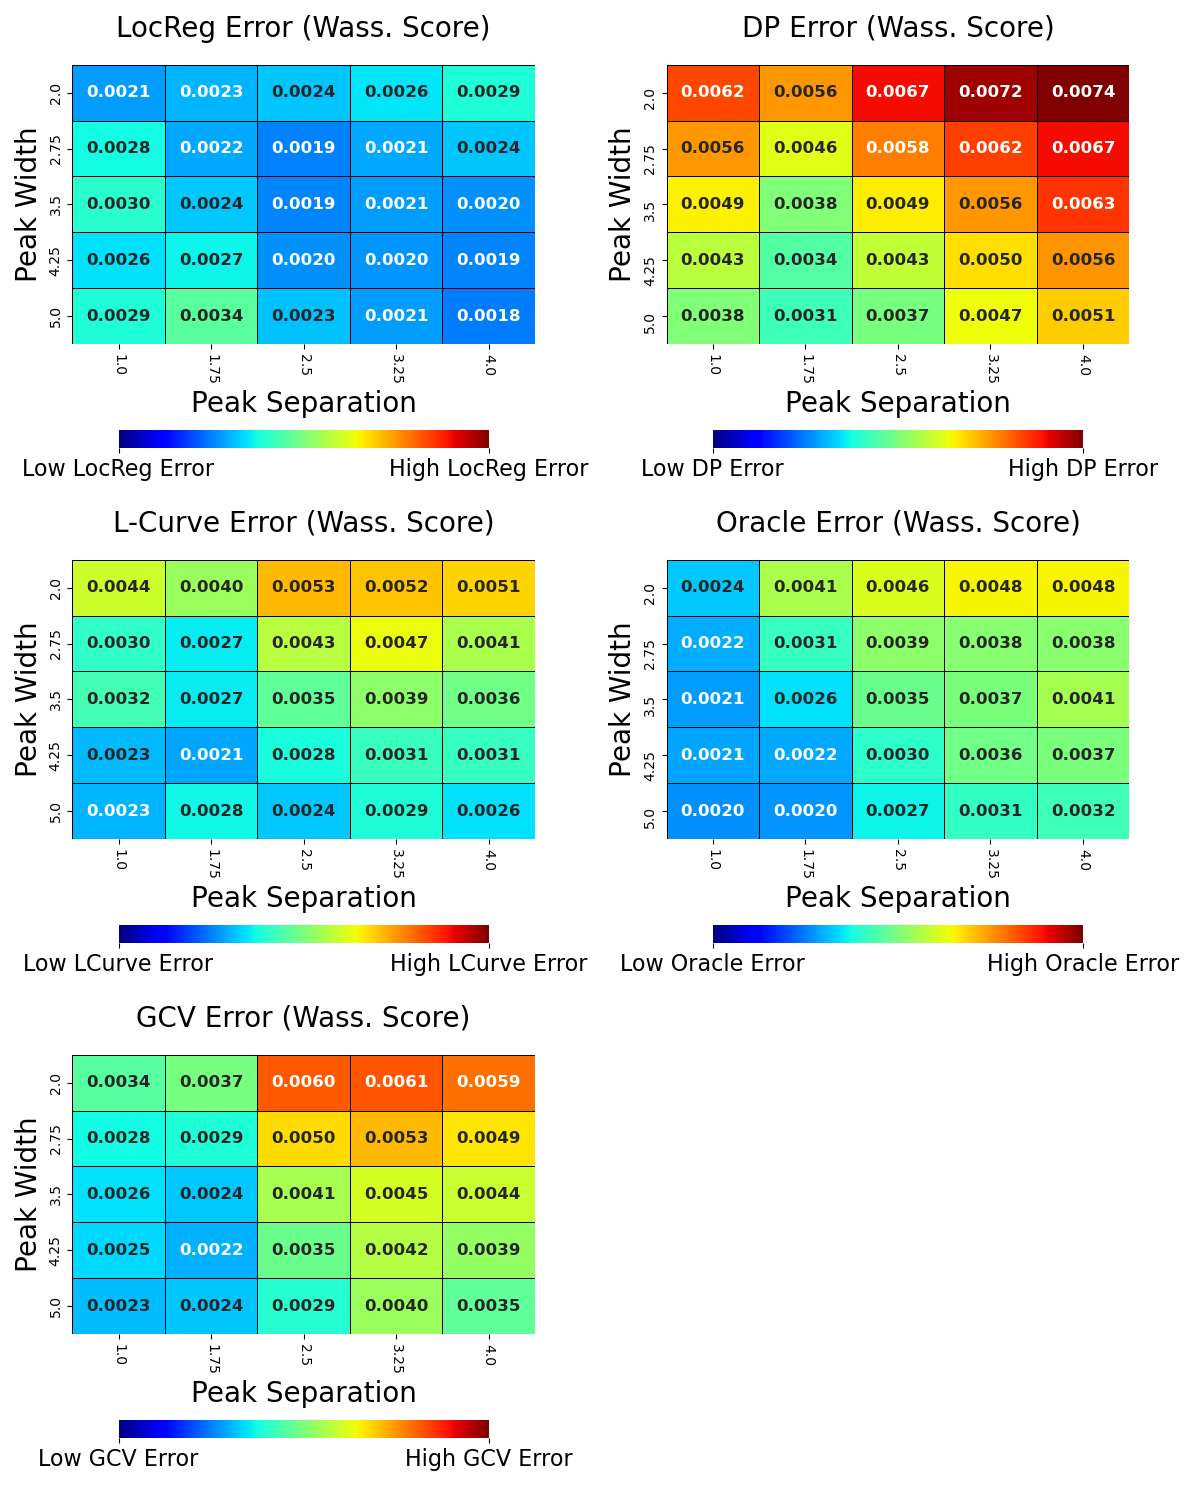 LocReg Error (Wass. Score)
Peak Width
2.0 0.0021 0.0023 0.0024 0.0026 0.0029
2.75 0.0028 0.0022 0.0019 0.0021 0.0024
3.5 0.0030 0.0024 0.0019 0.0021 0.0020
4.25 0.0026 0.0027 0.0020 0.0020 0.0019
5.0 0.0029 0.0034 0.0023 0.0021 0.0018
1.0 1.75 2.5 3.25 4.0
Peak Separation
Low LocReg Error High LocReg Error
DP Error (Wass. Score)
Peak Width
2.0 0.0062 0.0056 0.0067 0.0072 0.0074
2.75 0.0056 0.0046 0.0058 0.0062 0.0067
3.5 0.0049 0.0038 0.0049 0.0056 0.0063
4.25 0.0043 0.0034 0.0043 0.0050 0.0056
5.0 0.0038 0.0031 0.0037 0.0047 0.0051
1.0 1.75 2.5 3.25 4.0
Peak Separation
Low DP Error High DP Error
L-Curve Error (Wass. Score)
Peak Width
2.0 0.0044 0.0040 0.0053 0.0052 0.0051
2.75 0.0030 0.0027 0.0043 0.0047 0.0041
3.5 0.0032 0.0027 0.0035 0.0039 0.0036
4.25 0.0023 0.0021 0.0028 0.0031 0.0031
5.0 0.0023 0.0028 0.0024 0.0029 0.0026
1.0 1.75 2.5 3.25 4.0
Peak Separation
Low LCurve Error High LCurve Error
Oracle Error (Wass. Score)
Peak Width
2.0 0.0024 0.0041 0.0046 0.0048 0.0048
2.75 0.0022 0.0031 0.0039 0.0038 0.0038
3.5 0.0021 0.0026 0.0035 0.0037 0.0041
4.25 0.0021 0.0022 0.0030 0.0036 0.0037
5.0 0.0020 0.0020 0.0027 0.0031 0.0032
1.0 1.75 2.5 3.25 4.0
Peak Separation
Low Oracle Error High Oracle Error
GCV Error (Wass. Score)
Peak Width
2.0 0.0034 0.0037 0.0060 0.0061 0.0059
2.75 0.0028 0.0029 0.0050 0.0053 0.0049
3.5 0.0026 0.0024 0.0041 0.0045 0.0044
4.25 0.0025 0.0022 0.0035 0.0042 0.0039
5.0 0.0023 0.0024 0.0029 0.0040 0.0035
1.0 1.75 2.5 3.25 4.0
Peak Separation
Low GCV Error High GCV Error